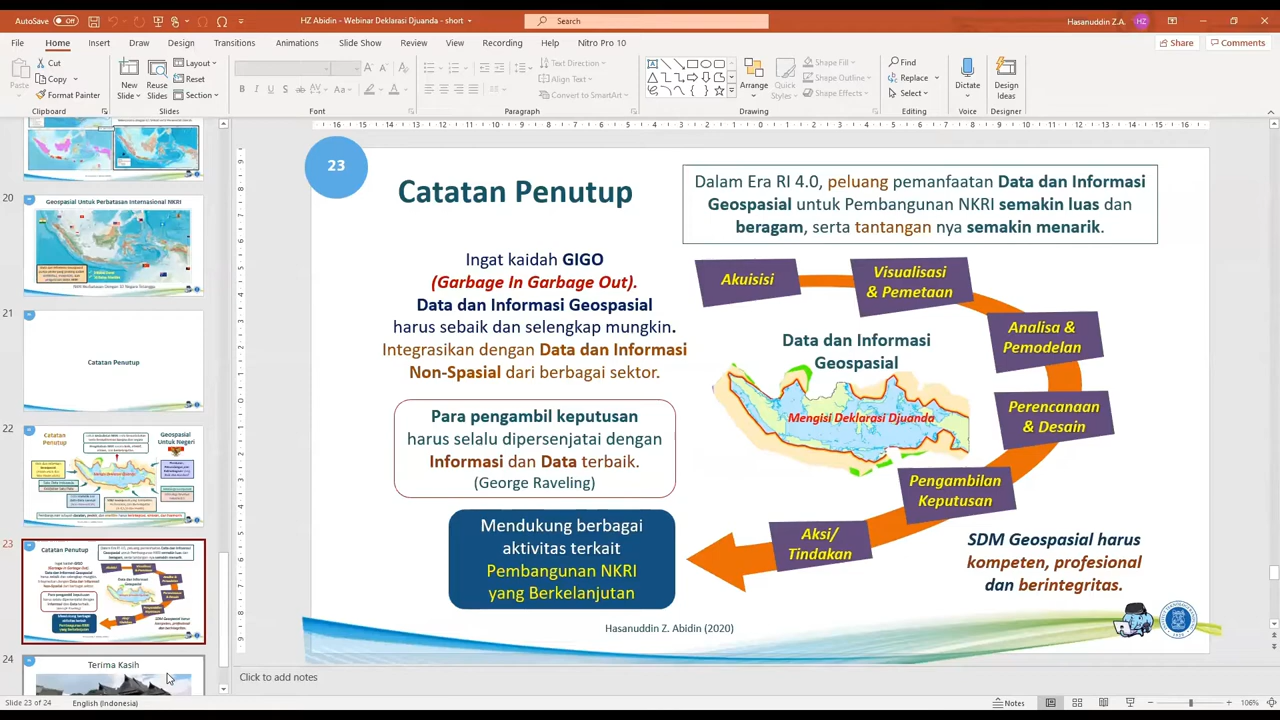 AutoSave Off
HZ Abidin - Webinar Deklarasi Djuanda - short
Search
Hasanuddin Z.A.
HZ
File Home Insert Draw Design Transitions Animations Slide Show Review View Recording Help Nitro Pro 10
Share Comments
Paste
Cut
Copy
Format Painter
Clipboard
New Slide
Reuse Slides
Layout
Reset
Section
Slides
Font
Text Direction
Align Text
Convert to SmartArt
Paragraph
Arrange
Quick Styles
Shape Fill
Shape Outline
Shape Effects
Drawing
Find
Replace
Select
Editing
Dictate
Voice
Design Ideas
Designer
20
Geospasial Untuk Perbatasan Internasional NKRI
21
Catatan Penutup
22
Catatan Penutup
Geospasial Untuk Negeri
23
Catatan Penutup
24
Terima Kasih
23
Catatan Penutup
Dalam Era RI 4.0, peluang pemanfaatan Data dan Informasi
Geospasial untuk Pembangunan NKRI semakin luas dan
beragam, serta tantangan nya semakin menarik.
Ingat kaidah GIGO
(Garbage in Garbage Out).
Data dan Informasi Geospasial
harus sebaik dan selengkap mungkin.
Integrasikan dengan Data dan Informasi
Non-Spasial dari berbagai sektor.
Para pengambil keputusan
harus selalu dipersenjatai dengan
Informasi dan Data terbaik.
(George Raveling)
Mendukung berbagai
aktivitas terkait
Pembangunan NKRI
yang Berkelanjutan
Akuisisi
Visualisasi
& Pemetaan
Analisa &
Pemodelan
Perencanaan
& Desain
Pengambilan
Keputusan
Aksi/
Tindakan
Data dan Informasi
Geospasial
Mengisi Deklarasi Djuanda
SDM Geospasial harus
kompeten, profesional
dan berintegritas.
Hasanuddin Z. Abidin (2020)
Click to add notes
Slide 23 of 24
English (Indonesia)
Notes
106%